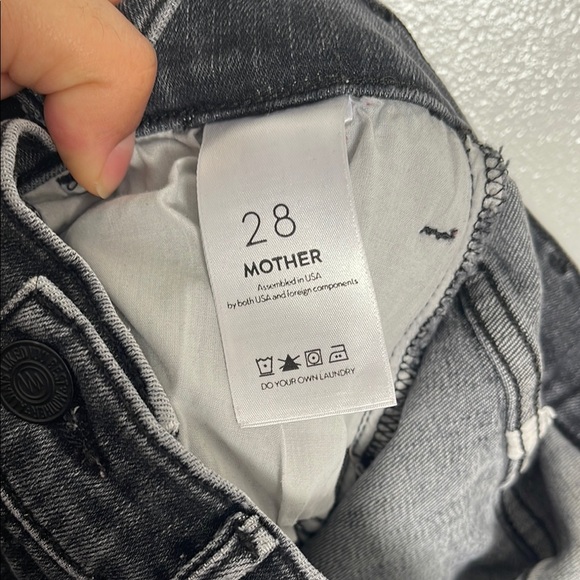 28
MOTHER
Assembled in USA
by both USA and foreign components
DO YOUR OWN LAUNDRY